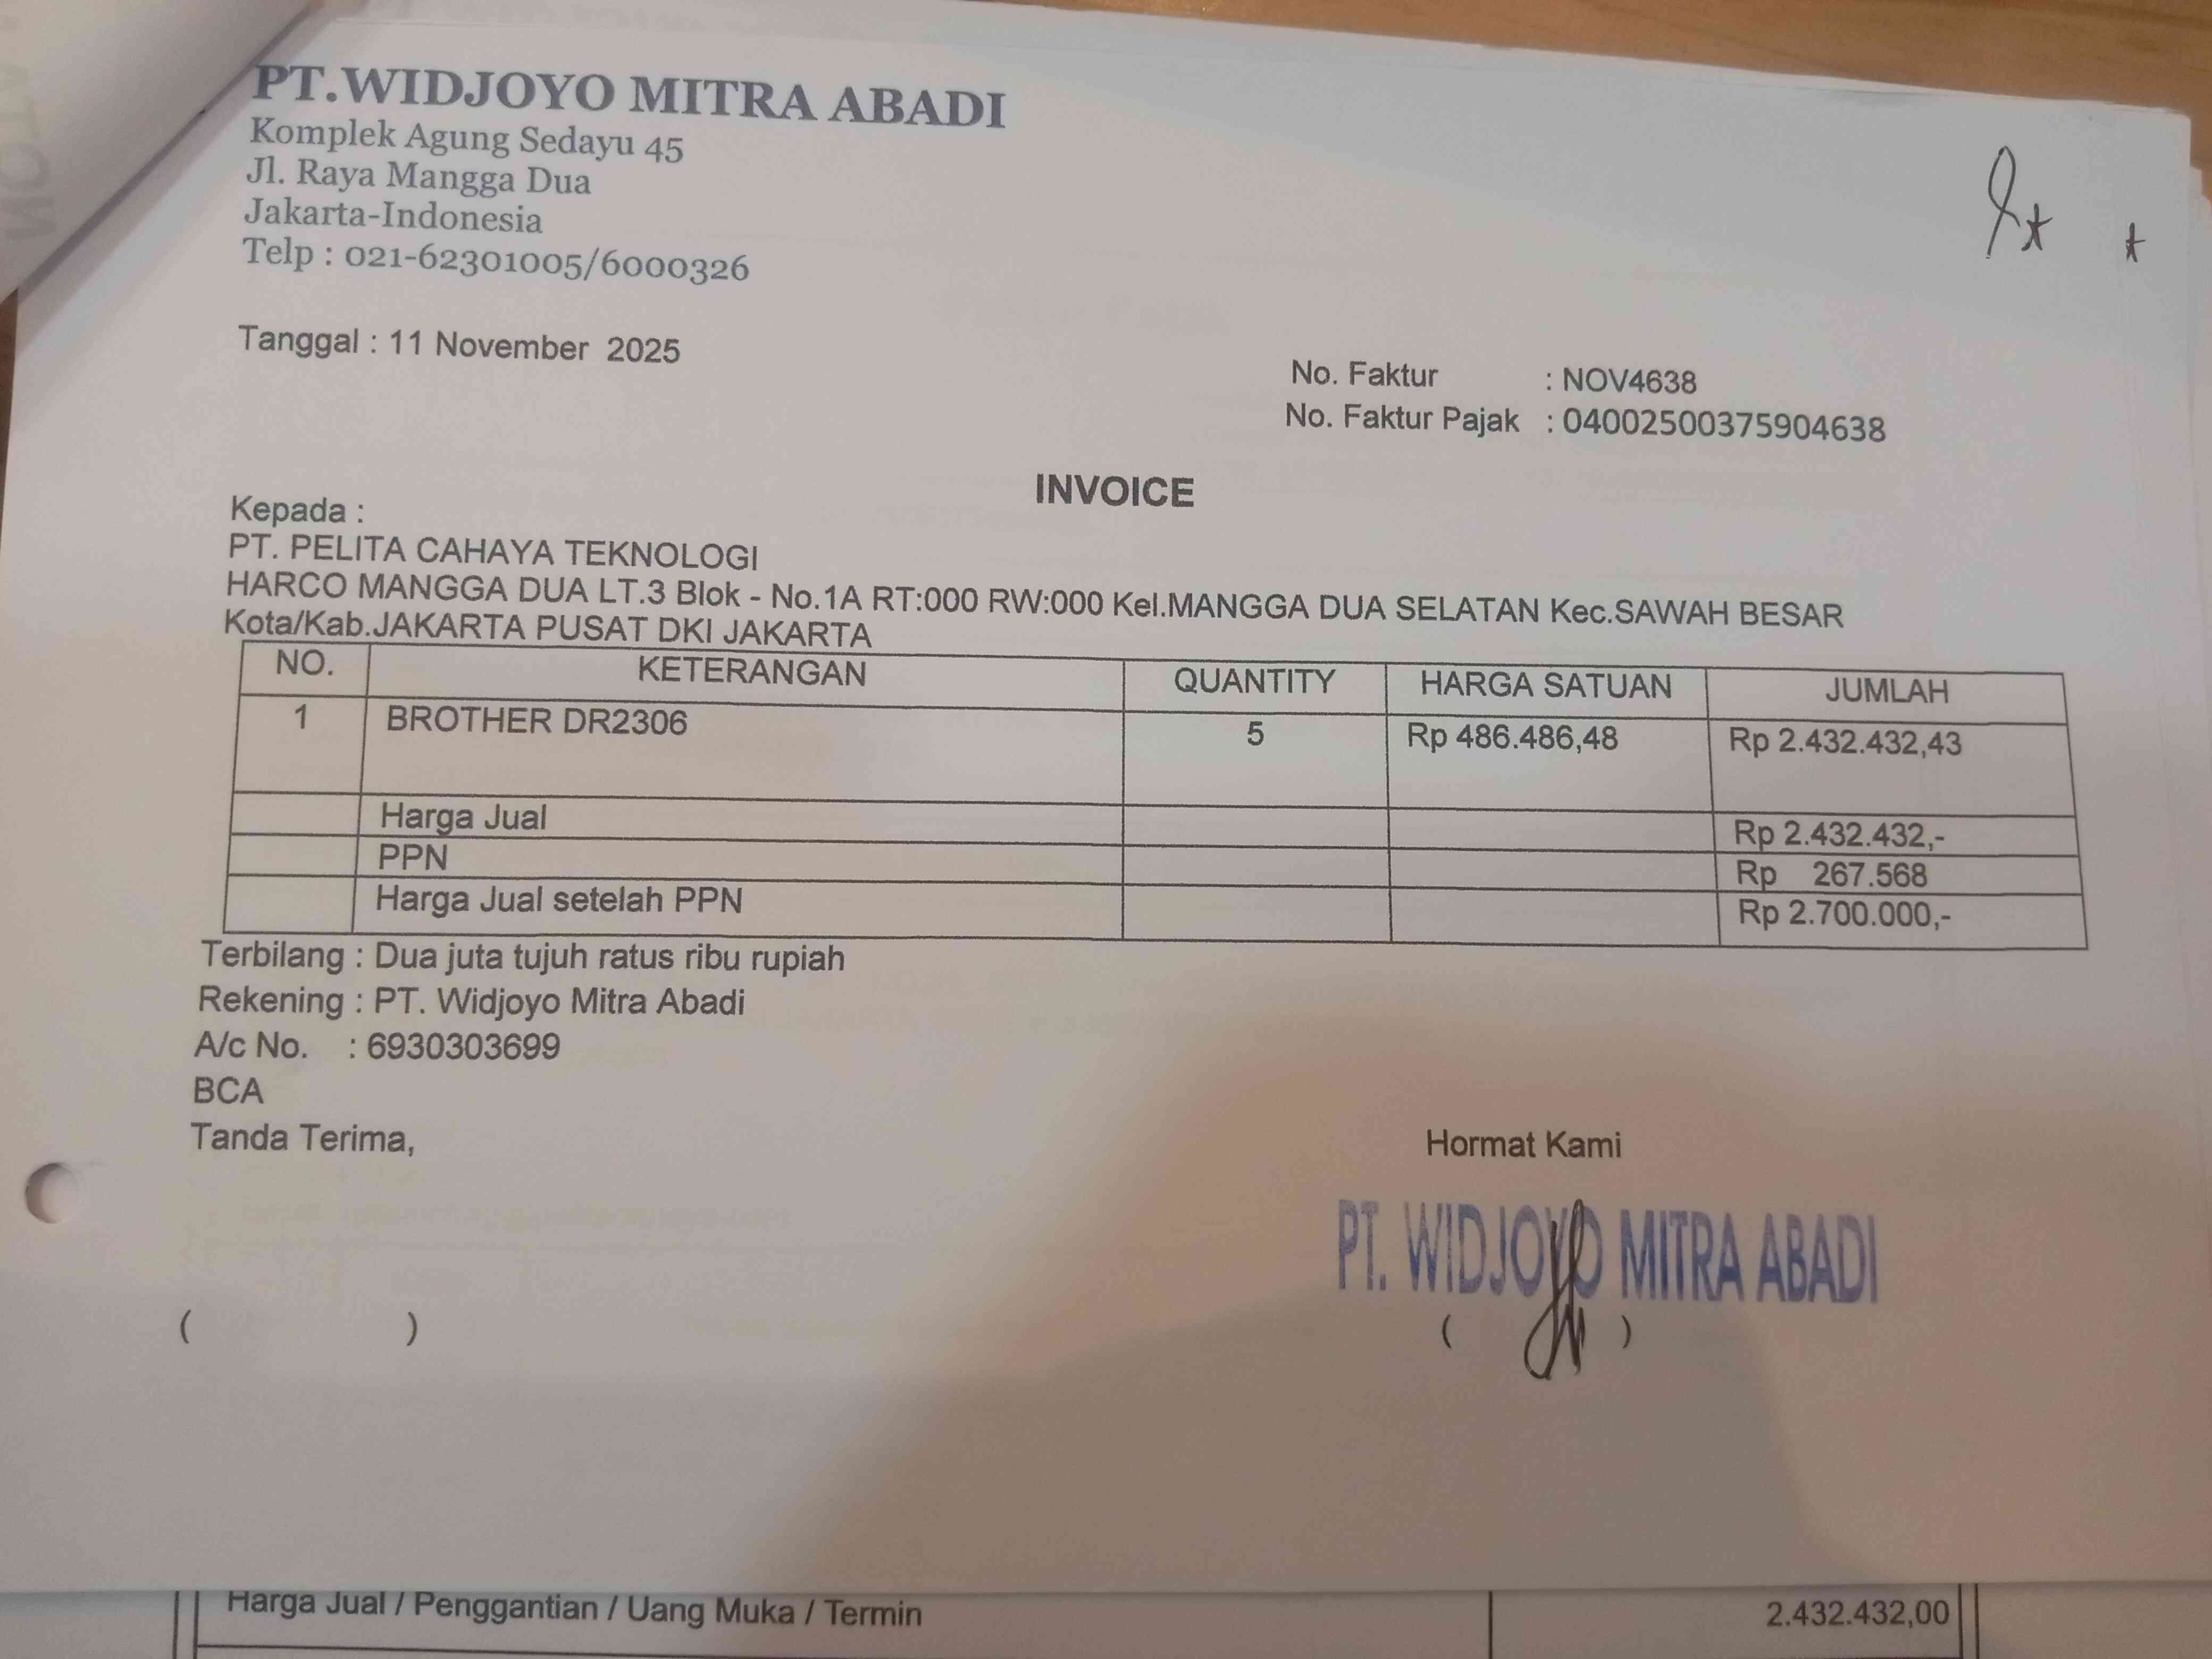 PT.WIDJOYO MITRA ABADI
Komplek Agung Sedayu 45
Jl. Raya Mangga Dua
Jakarta-Indonesia
Telp : 021-62301005/6000326
Tanggal : 11 November 2025
No. Faktur : NOV4638
No. Faktur Pajak : 04002500375904638
INVOICE
Kepada :
PT. PELITA CAHAYA TEKNOLOGI
HARCO MANGGA DUA LT.3 Blok - No.1A RT:000 RW:000 Kel.MANGGA DUA SELATAN Kec.SAWAH BESAR
Kota/Kab.JAKARTA PUSAT DKI JAKARTA
NO. KETERANGAN QUANTITY HARGA SATUAN JUMLAH
1 BROTHER DR2306 5 Rp 486.486,48 Rp 2.432.432,43
Harga Jual Rp 2.432.432,-
PPN Rp 267.568
Harga Jual setelah PPN Rp 2.700.000,-
Terbilang : Dua juta tujuh ratus ribu rupiah
Rekening : PT. Widjoyo Mitra Abadi
A/c No. : 6930303699
BCA
Tanda Terima, Hormat Kami
PT. WIDJOYO MITRA ABADI
( ) ( )
Harga Jual / Penggantian / Uang Muka / Termin 2.432.432,00